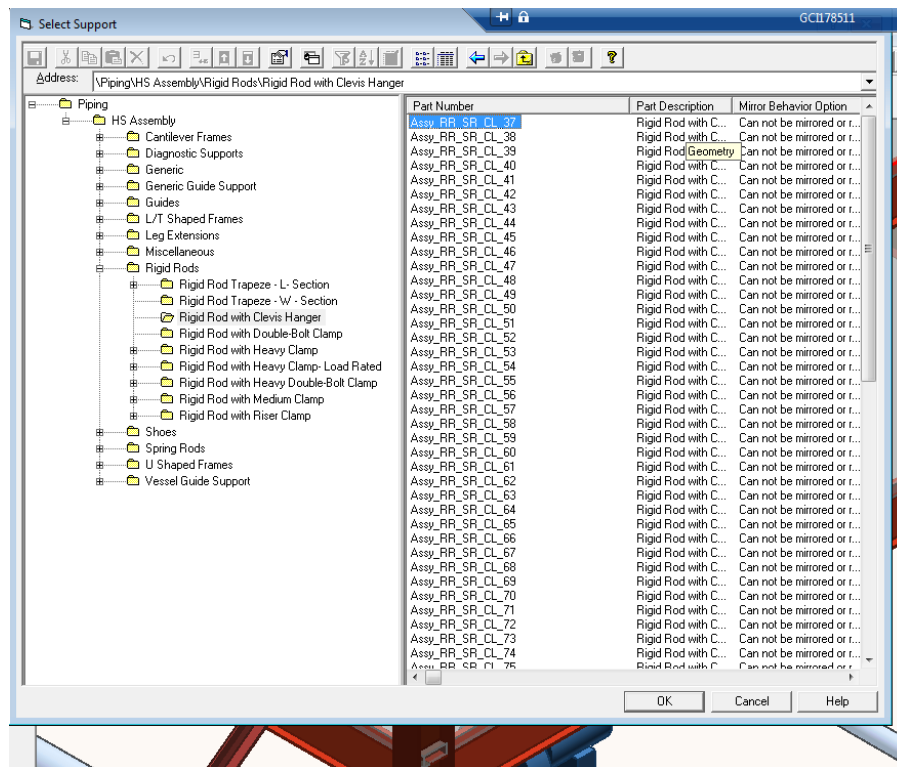 Select Support
GCI178511
Address: \Piping\HS Assembly\Rigid Rods\Rigid Rod with Clevis Hanger
Piping
HS Assembly
Cantilever Frames
Diagnostic Supports
Generic
Generic Guide Support
Guides
L/T Shaped Frames
Leg Extensions
Miscellaneous
Rigid Rods
Rigid Rod Trapeze - L- Section
Rigid Rod Trapeze - W - Section
Rigid Rod with Clevis Hanger
Rigid Rod with Double-Bolt Clamp
Rigid Rod with Heavy Clamp
Rigid Rod with Heavy Clamp- Load Rated
Rigid Rod with Heavy Double-Bolt Clamp
Rigid Rod with Medium Clamp
Rigid Rod with Riser Clamp
Shoes
Spring Rods
U Shaped Frames
Vessel Guide Support
Part Number Part Description Mirror Behavior Option
Assy_RR_SR_CL_37 Rigid Rod with C... Can not be mirrored or r...
Assy_RR_SR_CL_38 Rigid Rod with C... Can not be mirrored or r...
Assy_RR_SR_CL_39 Rigid Rod Geometry Can not be mirrored or r...
Assy_RR_SR_CL_40 Rigid Rod with C... Can not be mirrored or r...
Assy_RR_SR_CL_41 Rigid Rod with C... Can not be mirrored or r...
Assy_RR_SR_CL_42 Rigid Rod with C... Can not be mirrored or r...
Assy_RR_SR_CL_43 Rigid Rod with C... Can not be mirrored or r...
Assy_RR_SR_CL_44 Rigid Rod with C... Can not be mirrored or r...
Assy_RR_SR_CL_45 Rigid Rod with C... Can not be mirrored or r...
Assy_RR_SR_CL_46 Rigid Rod with C... Can not be mirrored or r...
Assy_RR_SR_CL_47 Rigid Rod with C... Can not be mirrored or r...
Assy_RR_SR_CL_48 Rigid Rod with C... Can not be mirrored or r...
Assy_RR_SR_CL_49 Rigid Rod with C... Can not be mirrored or r...
Assy_RR_SR_CL_50 Rigid Rod with C... Can not be mirrored or r...
Assy_RR_SR_CL_51 Rigid Rod with C... Can not be mirrored or r...
Assy_RR_SR_CL_52 Rigid Rod with C... Can not be mirrored or r...
Assy_RR_SR_CL_53 Rigid Rod with C... Can not be mirrored or r...
Assy_RR_SR_CL_54 Rigid Rod with C... Can not be mirrored or r...
Assy_RR_SR_CL_55 Rigid Rod with C... Can not be mirrored or r...
Assy_RR_SR_CL_56 Rigid Rod with C... Can not be mirrored or r...
Assy_RR_SR_CL_57 Rigid Rod with C... Can not be mirrored or r...
Assy_RR_SR_CL_58 Rigid Rod with C... Can not be mirrored or r...
Assy_RR_SR_CL_59 Rigid Rod with C... Can not be mirrored or r...
Assy_RR_SR_CL_60 Rigid Rod with C... Can not be mirrored or r...
Assy_RR_SR_CL_61 Rigid Rod with C... Can not be mirrored or r...
Assy_RR_SR_CL_62 Rigid Rod with C... Can not be mirrored or r...
Assy_RR_SR_CL_63 Rigid Rod with C... Can not be mirrored or r...
Assy_RR_SR_CL_64 Rigid Rod with C... Can not be mirrored or r...
Assy_RR_SR_CL_65 Rigid Rod with C... Can not be mirrored or r...
Assy_RR_SR_CL_66 Rigid Rod with C... Can not be mirrored or r...
Assy_RR_SR_CL_67 Rigid Rod with C... Can not be mirrored or r...
Assy_RR_SR_CL_68 Rigid Rod with C... Can not be mirrored or r...
Assy_RR_SR_CL_69 Rigid Rod with C... Can not be mirrored or r...
Assy_RR_SR_CL_70 Rigid Rod with C... Can not be mirrored or r...
Assy_RR_SR_CL_71 Rigid Rod with C... Can not be mirrored or r...
Assy_RR_SR_CL_72 Rigid Rod with C... Can not be mirrored or r...
Assy_RR_SR_CL_73 Rigid Rod with C... Can not be mirrored or r...
Assy_RR_SR_CL_74 Rigid Rod with C... Can not be mirrored or r...
Assy_RR_SR_CL_75 Rigid Rod with C... Can not be mirrored or r...
OK Cancel Help